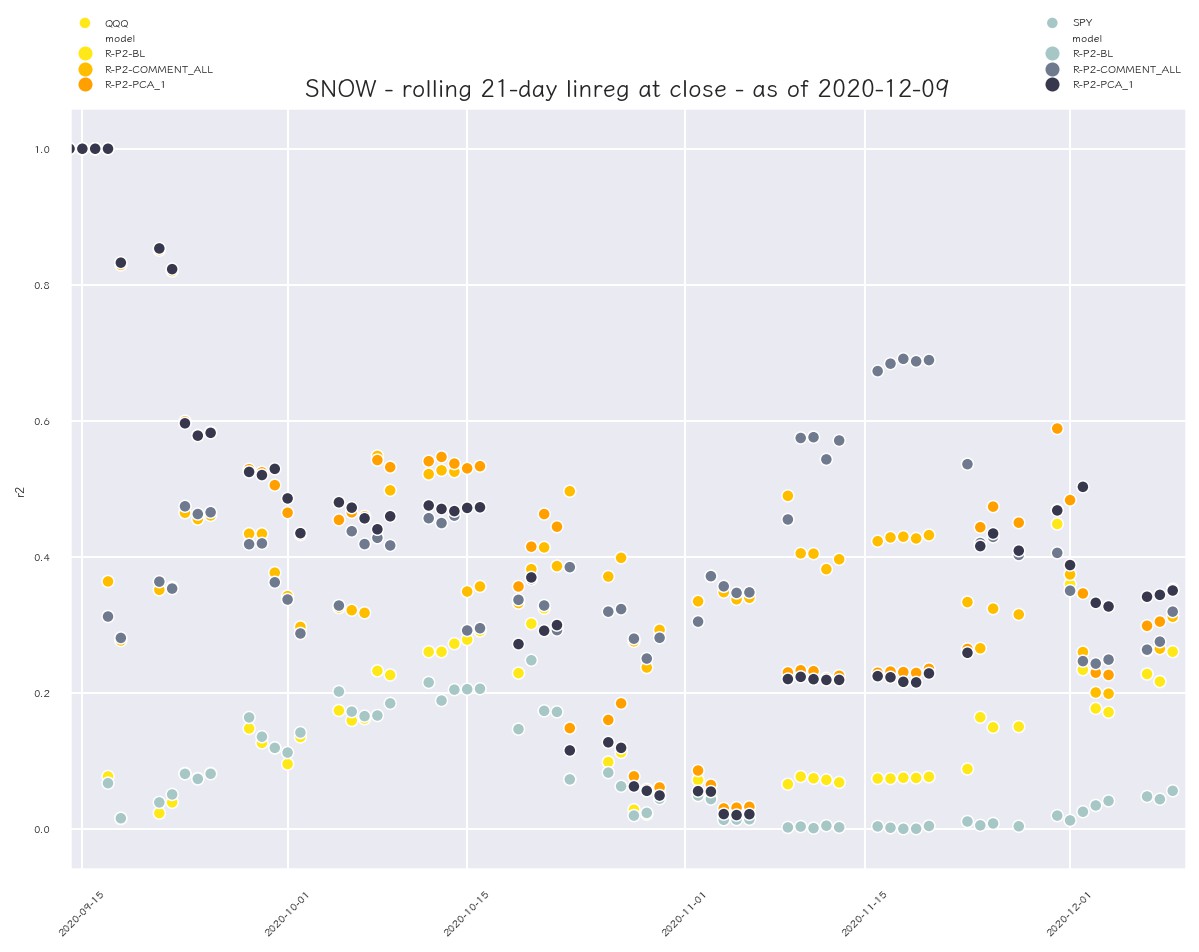 QQQ
model
R-P2-BL
R-P2-COMMENT_ALL
R-P2-PCA_1
SPY
model
R-P2-BL
R-P2-COMMENT_ALL
R-P2-PCA_1
SNOW - rolling 21-day linreg at close - as of 2020-12-09
1.0
0.8
0.6
0.4
0.2
0.0
r2
2020-09-15
2020-10-01
2020-10-15
2020-11-01
2020-11-15
2020-12-01